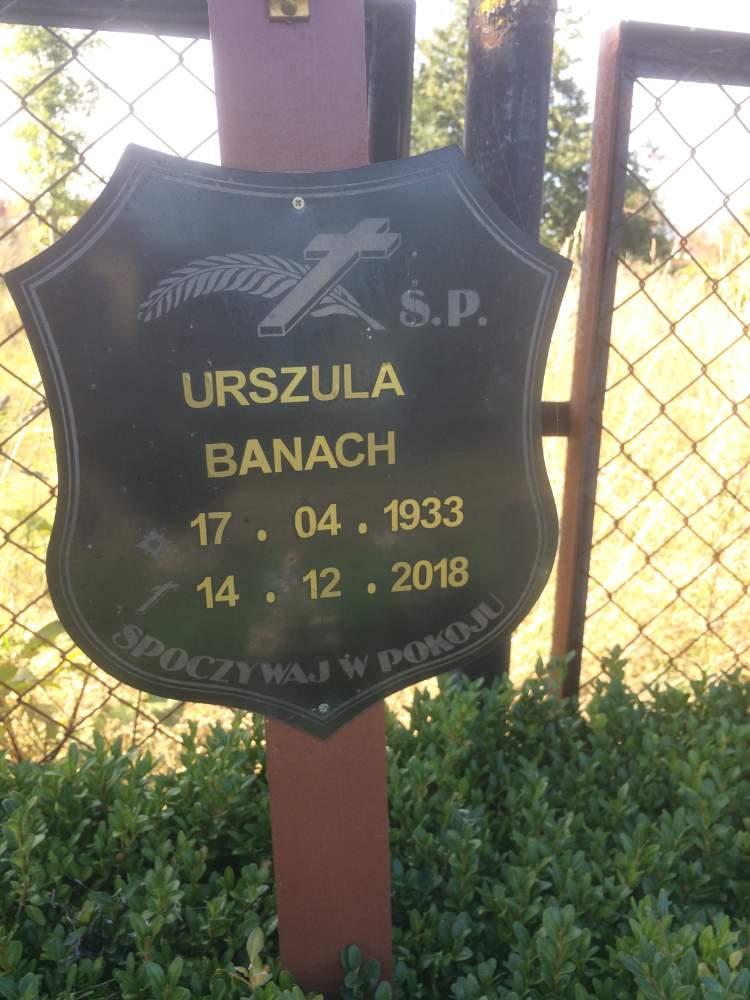 Ś.P.
URSZULA
BANACH
17 . 04 . 1933
14 . 12 . 2018
SPOCZYWAJ W POKOJU